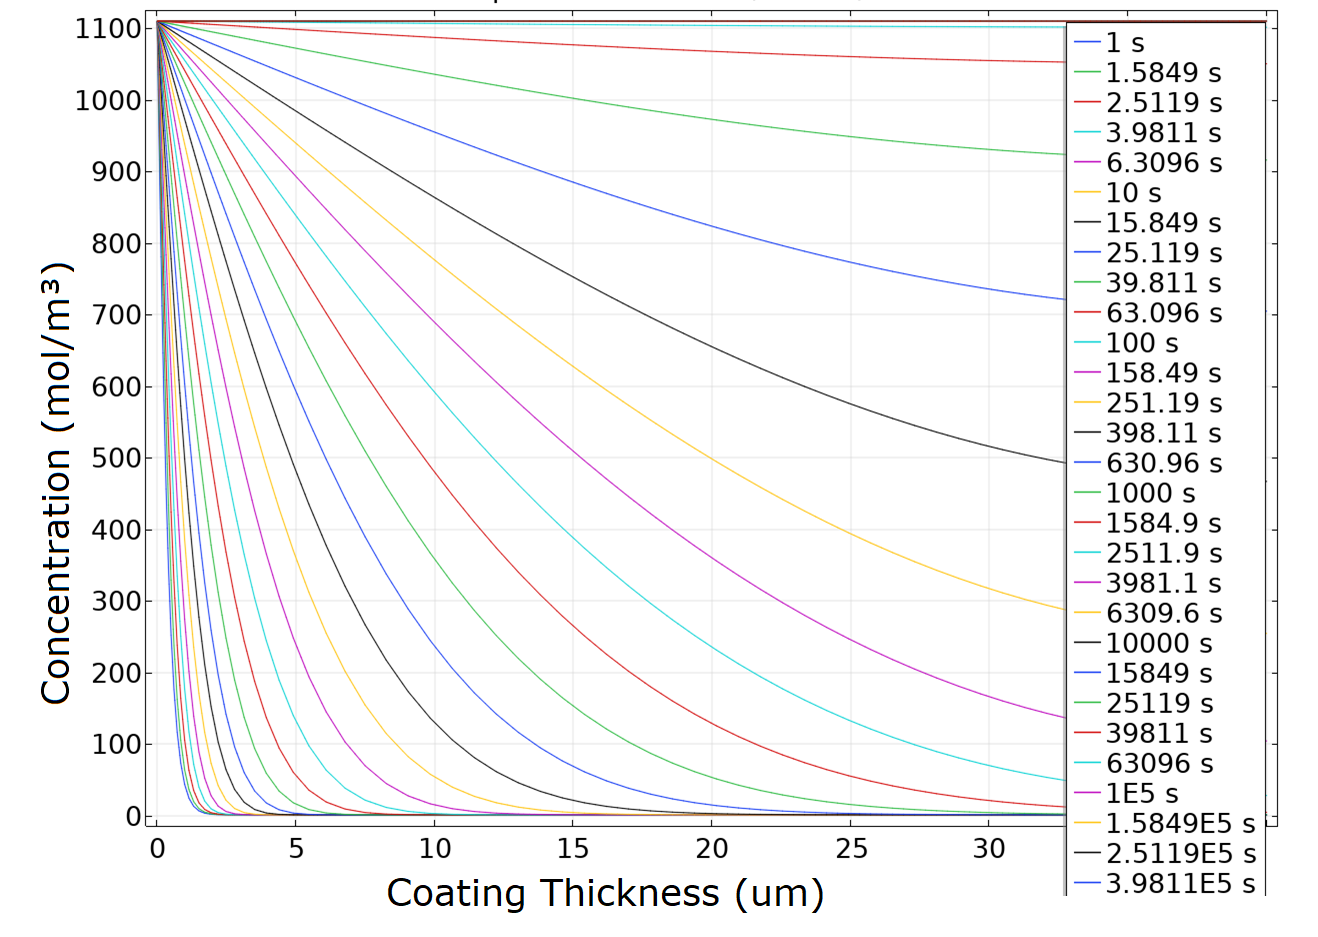 1100
1000
900
800
700
600
500
400
300
200
100
0
Concentration (mol/m³)
0 5 10 15 20 25 30
Coating Thickness (um)
1 s
1.5849 s
2.5119 s
3.9811 s
6.3096 s
10 s
15.849 s
25.119 s
39.811 s
63.096 s
100 s
158.49 s
251.19 s
398.11 s
630.96 s
1000 s
1584.9 s
2511.9 s
3981.1 s
6309.6 s
10000 s
15849 s
25119 s
39811 s
63096 s
1E5 s
1.5849E5 s
2.5119E5 s
3.9811E5 s